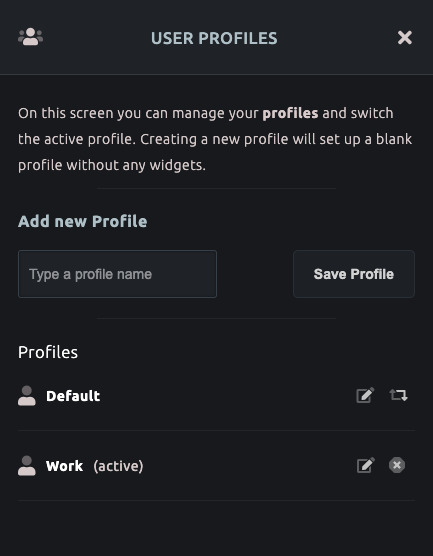 USER PROFILES
On this screen you can manage your profiles and switch
the active profile. Creating a new profile will set up a blank
profile without any widgets.
Add new Profile
Type a profile name
Save Profile
Profiles
Default
Work (active)